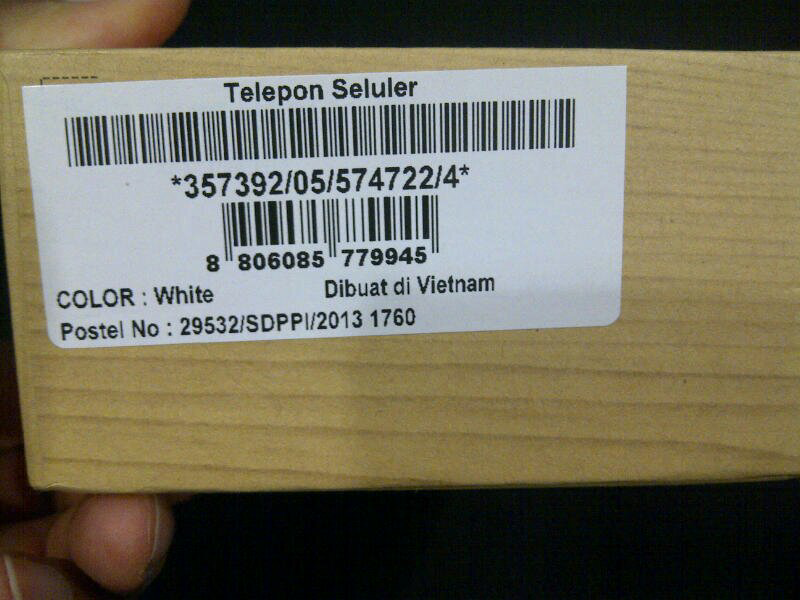 Telepon Seluler
*357392/05/574722/4*
8 806085 779945
COLOR : White Dibuat di Vietnam
Postel No : 29532/SDPPI/2013 1760